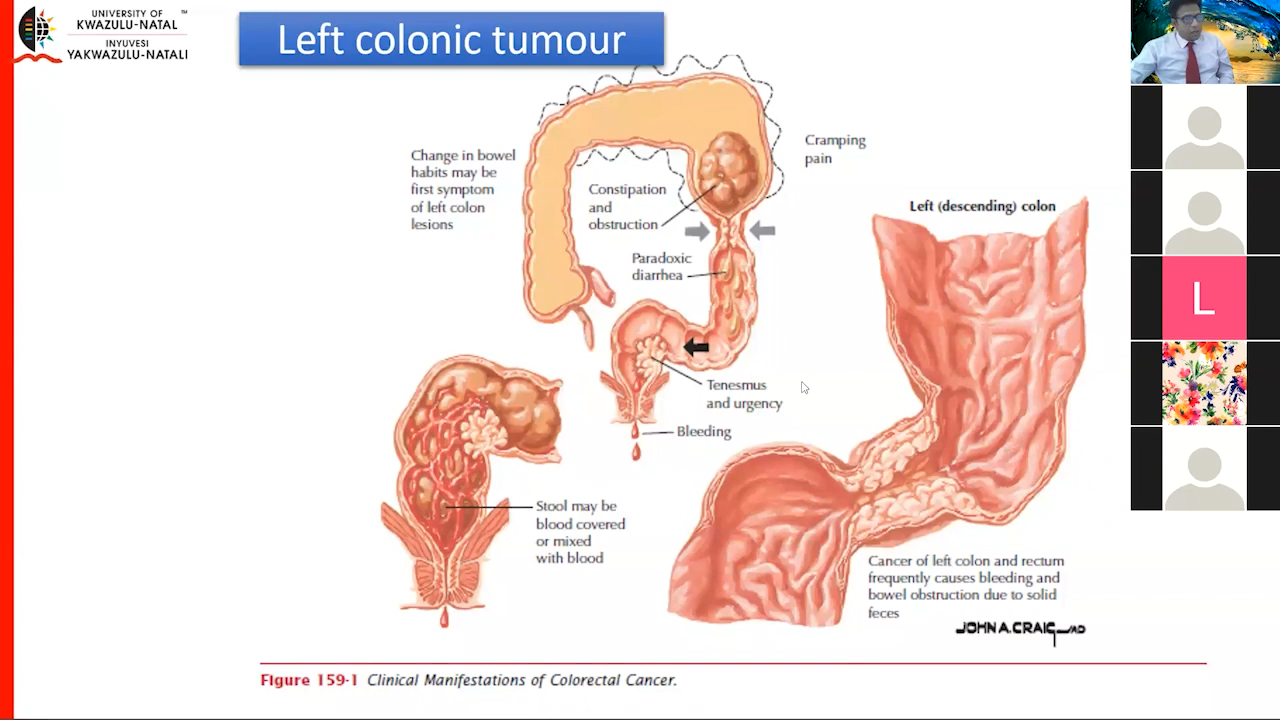 UNIVERSITY OF
KWAZULU-NATAL
TM
INYUVESI
YAKWAZULU-NATALI
Left colonic tumour
Change in bowel
habits may be
first symptom
of left colon
lesions
Constipation
and
obstruction
Cramping
pain
Paradoxic
diarrhea
Left (descending) colon
L
Tenesmus
and urgency
Bleeding
Stool may be
blood covered
or mixed
with blood
Cancer of left colon and rectum
frequently causes bleeding and
bowel obstruction due to solid
feces
JOHN A. CRAIG_MD
Figure 159-1 Clinical Manifestations of Colorectal Cancer.